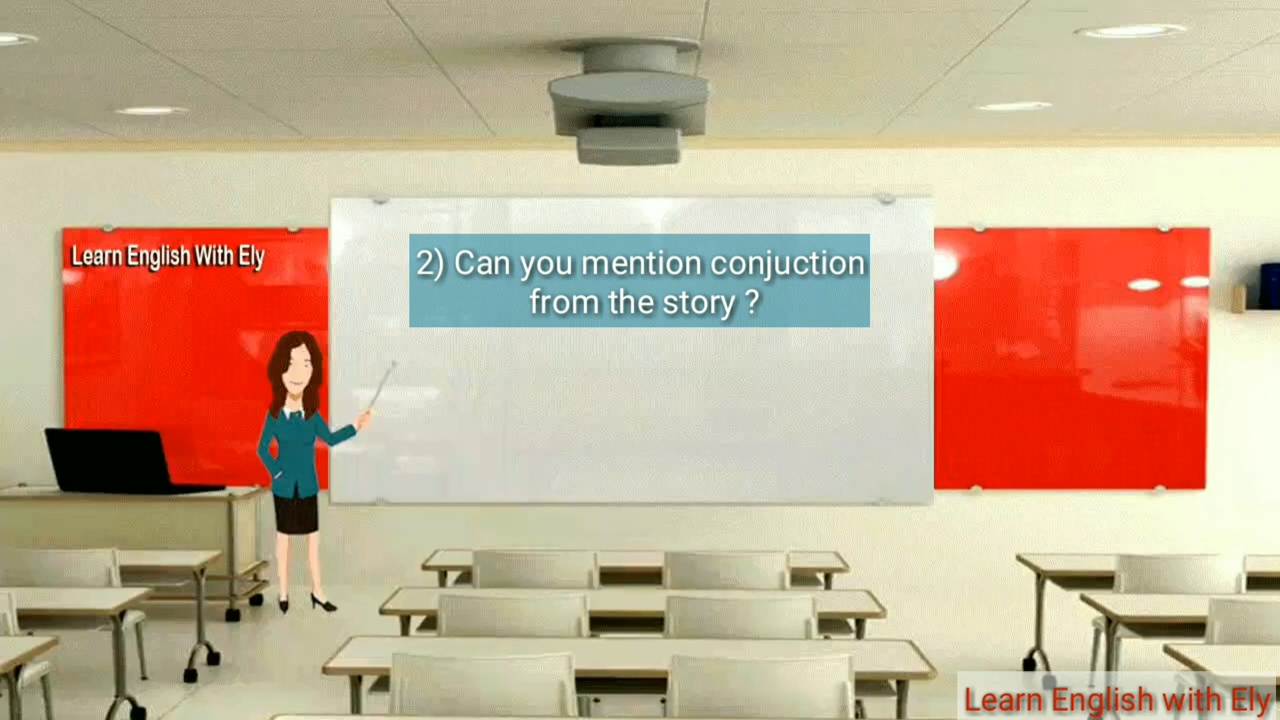 Learn English With Ely
2) Can you mention conjuction
from the story ?
Learn English with Ely